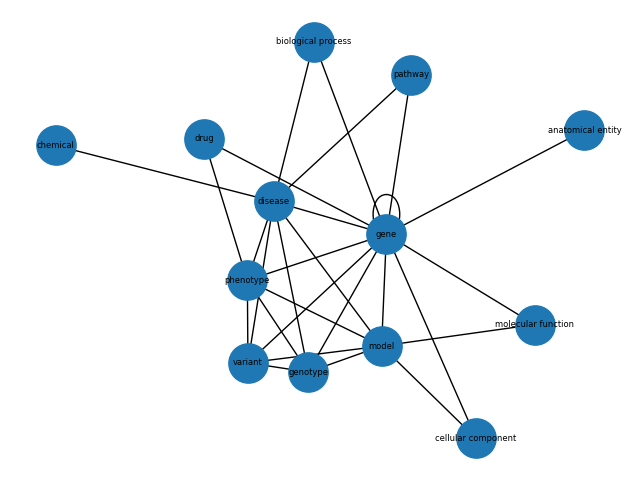 biological process
pathway
anatomical entity
drug
chemical
disease
gene
phenotype
molecular function
model
variant
genotype
cellular component